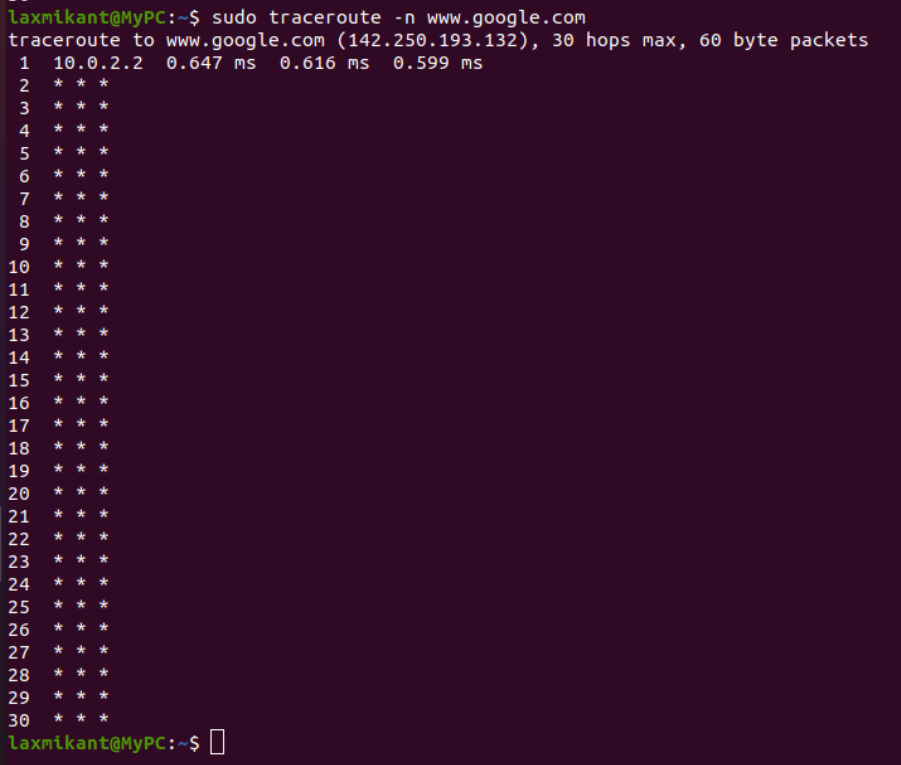 laxmikant@MyPC:~$ sudo traceroute -n www.google.com
traceroute to www.google.com (142.250.193.132), 30 hops max, 60 byte packets
 1  10.0.2.2  0.647 ms  0.616 ms  0.599 ms
 2  * * *
 3  * * *
 4  * * *
 5  * * *
 6  * * *
 7  * * *
 8  * * *
 9  * * *
10  * * *
11  * * *
12  * * *
13  * * *
14  * * *
15  * * *
16  * * *
17  * * *
18  * * *
19  * * *
20  * * *
21  * * *
22  * * *
23  * * *
24  * * *
25  * * *
26  * * *
27  * * *
28  * * *
29  * * *
30  * * *
laxmikant@MyPC:~$